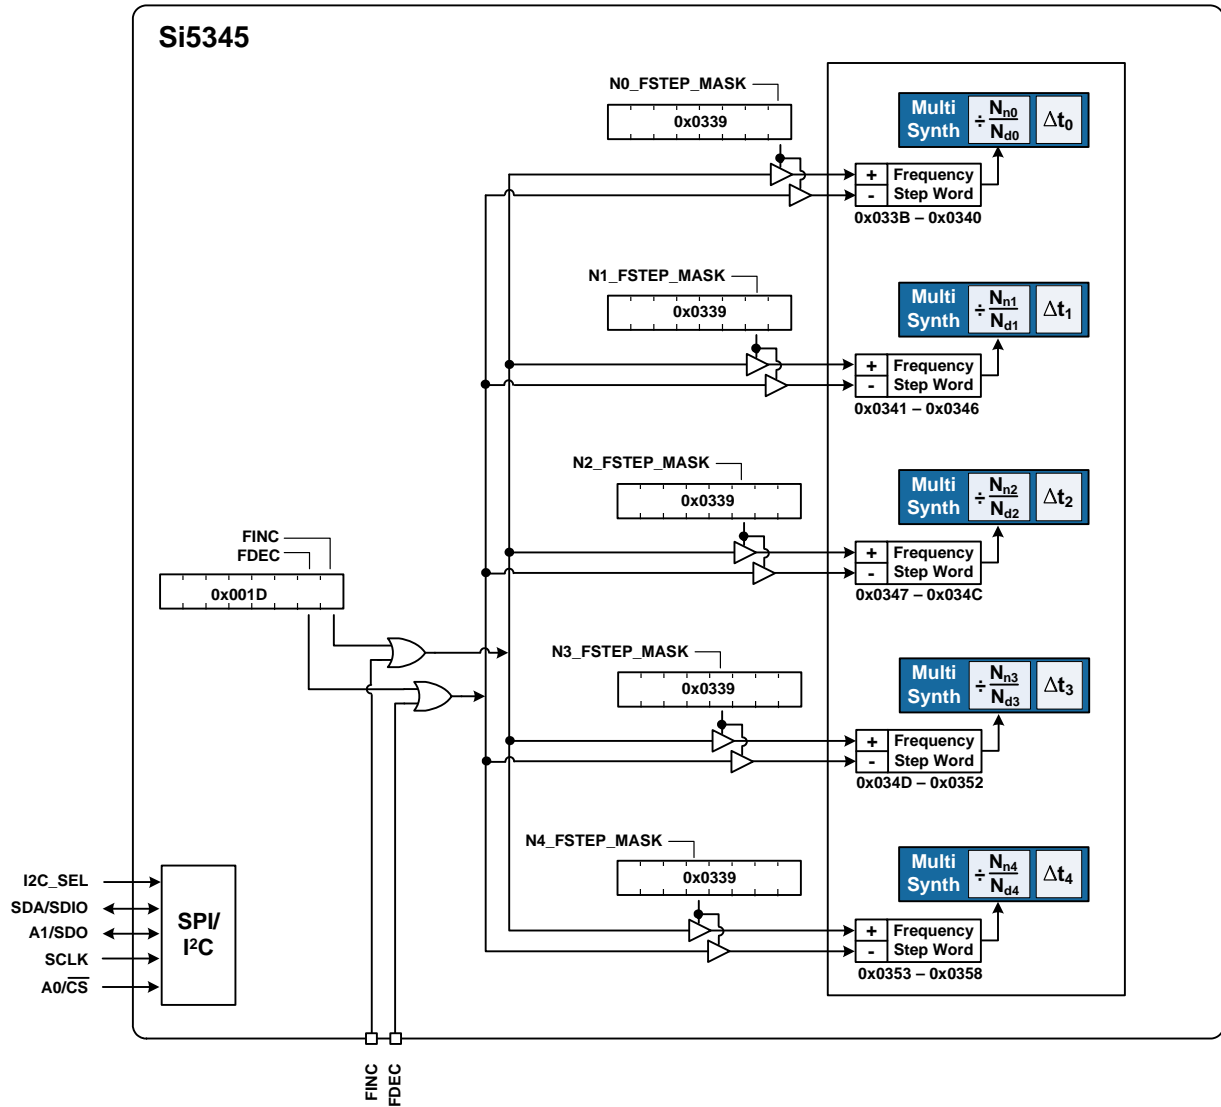 Si5345
N0_FSTEP_MASK
0x0339
Multi
Synth
÷ Nn0
Nd0
Δt0
+ Frequency
- Step Word
0x033B – 0x0340
N1_FSTEP_MASK
0x0339
Multi
Synth
÷ Nn1
Nd1
Δt1
+ Frequency
- Step Word
0x0341 – 0x0346
N2_FSTEP_MASK
0x0339
Multi
Synth
÷ Nn2
Nd2
Δt2
+ Frequency
- Step Word
0x0347 – 0x034C
FINC
FDEC
0x001D
N3_FSTEP_MASK
0x0339
Multi
Synth
÷ Nn3
Nd3
Δt3
+ Frequency
- Step Word
0x034D – 0x0352
N4_FSTEP_MASK
0x0339
Multi
Synth
÷ Nn4
Nd4
Δt4
+ Frequency
- Step Word
0x0353 – 0x0358
I2C_SEL
SDA/SDIO
A1/SDO
SCLK
A0/C̅S̅
SPI/
I²C
FINC
FDEC